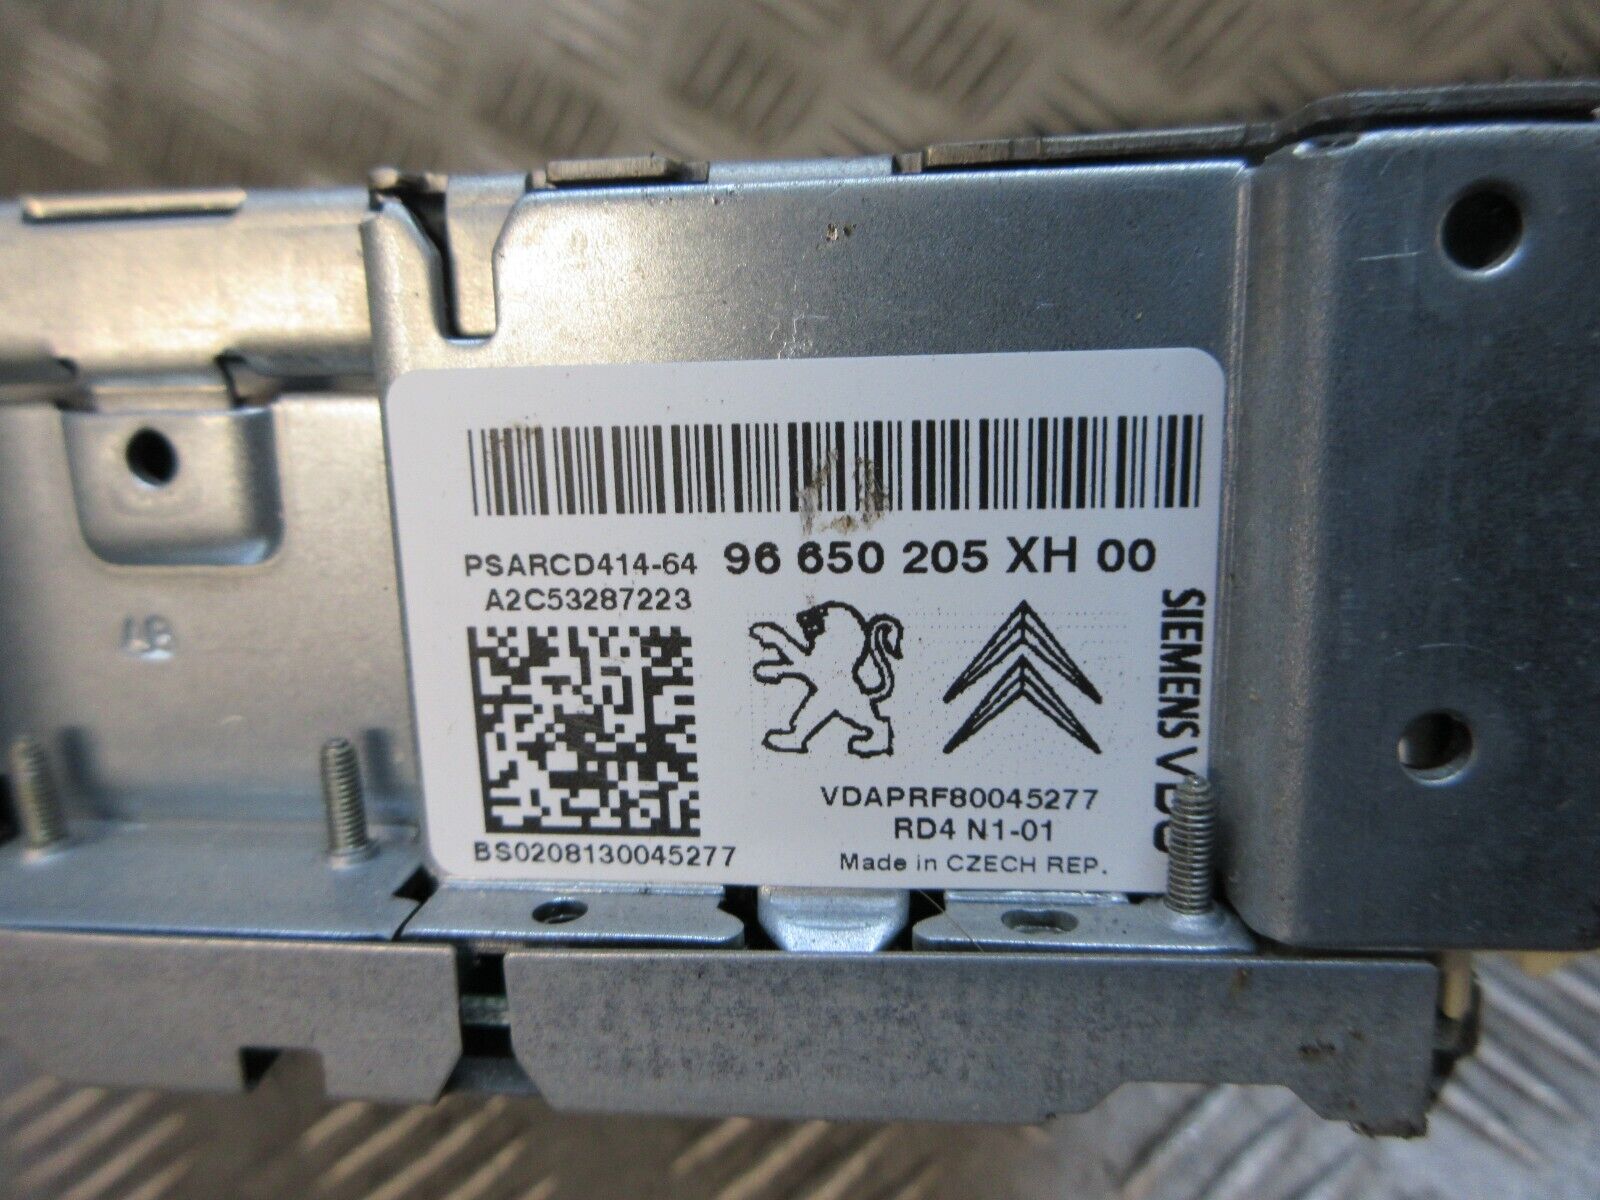 PSARCD414-64 96 650 205 XH 00
A2C53287223
SIEMENS VDO
VDAPRF80045277
RD4 N1-01
BS0208130045277
Made in CZECH REP.